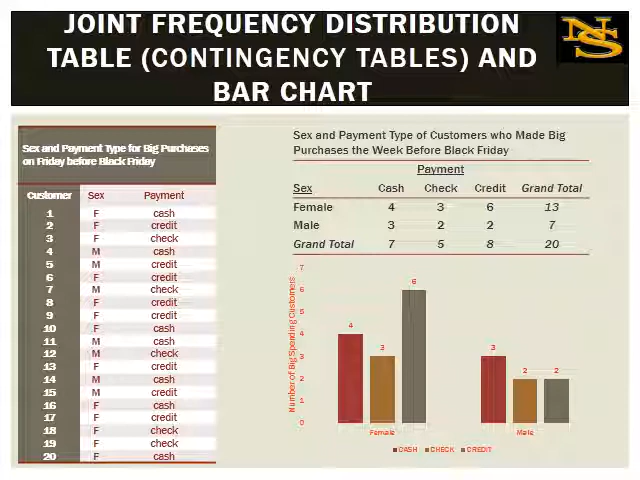 JOINT FREQUENCY DISTRIBUTION
TABLE (CONTINGENCY TABLES) AND
BAR CHART
NS
Sex and Payment Type for Big Purchases
on Friday before Black Friday
Customer Sex Payment
1 F cash
2 F credit
3 F check
4 M cash
5 M credit
6 F credit
7 M check
8 F credit
9 F credit
10 F cash
11 M cash
12 M check
13 F credit
14 M cash
15 M credit
16 F cash
17 F credit
18 F check
19 F check
20 F cash
Sex and Payment Type of Customers who Made Big
Purchases the Week Before Black Friday
Payment
Sex Cash Check Credit Grand Total
Female 4 3 6 13
Male 3 2 2 7
Grand Total 7 5 8 20
Number of Big Spending Customers
7
6
5
4
3
2
1
0
4
3
6
3
2
2
Female Male
CASH CHECK CREDIT